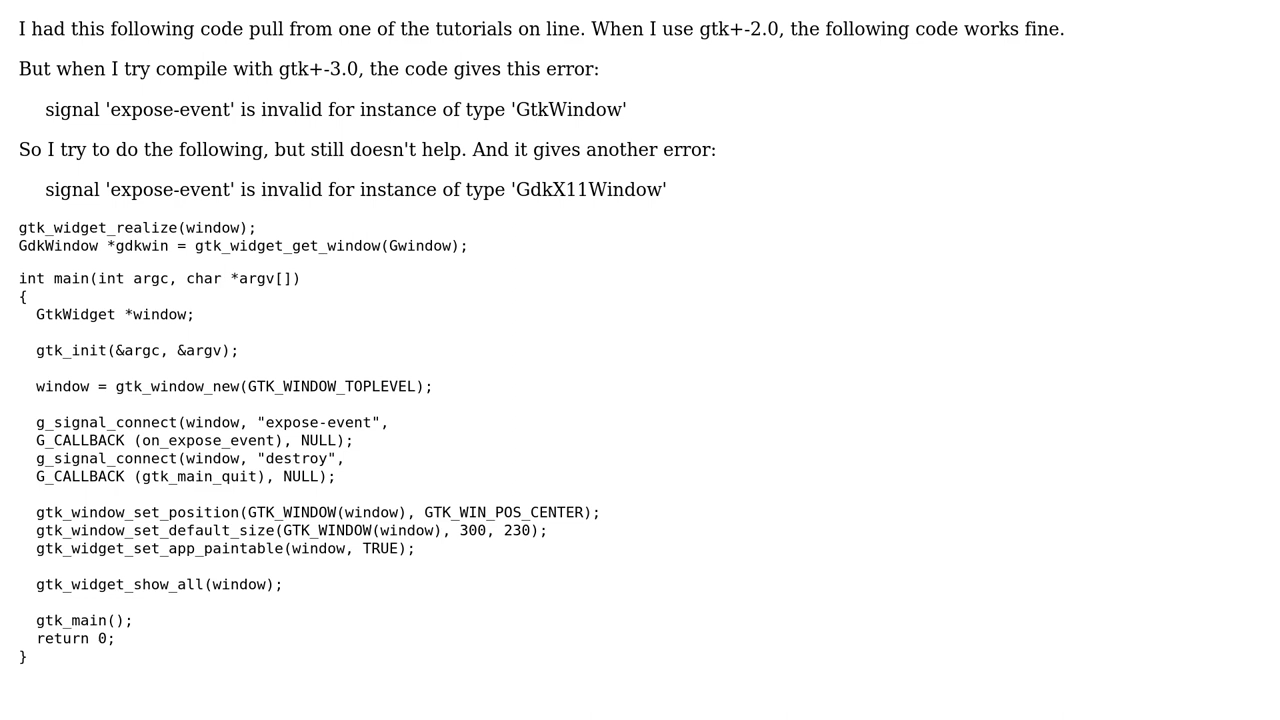 I had this following code pull from one of the tutorials on line. When I use gtk+-2.0, the following code works fine.
But when I try compile with gtk+-3.0, the code gives this error:
signal 'expose-event' is invalid for instance of type 'GtkWindow'
So I try to do the following, but still doesn't help. And it gives another error:
signal 'expose-event' is invalid for instance of type 'GdkX11Window'
gtk_widget_realize(window);
GdkWindow *gdkwin = gtk_widget_get_window(Gwindow);
int main(int argc, char *argv[])
{
  GtkWidget *window;
  gtk_init(&argc, &argv);
  window = gtk_window_new(GTK_WINDOW_TOPLEVEL);
  g_signal_connect(window, "expose-event",
  G_CALLBACK (on_expose_event), NULL);
  g_signal_connect(window, "destroy",
  G_CALLBACK (gtk_main_quit), NULL);
  gtk_window_set_position(GTK_WINDOW(window), GTK_WIN_POS_CENTER);
  gtk_window_set_default_size(GTK_WINDOW(window), 300, 230);
  gtk_widget_set_app_paintable(window, TRUE);
  gtk_widget_show_all(window);
  gtk_main();
  return 0;
}